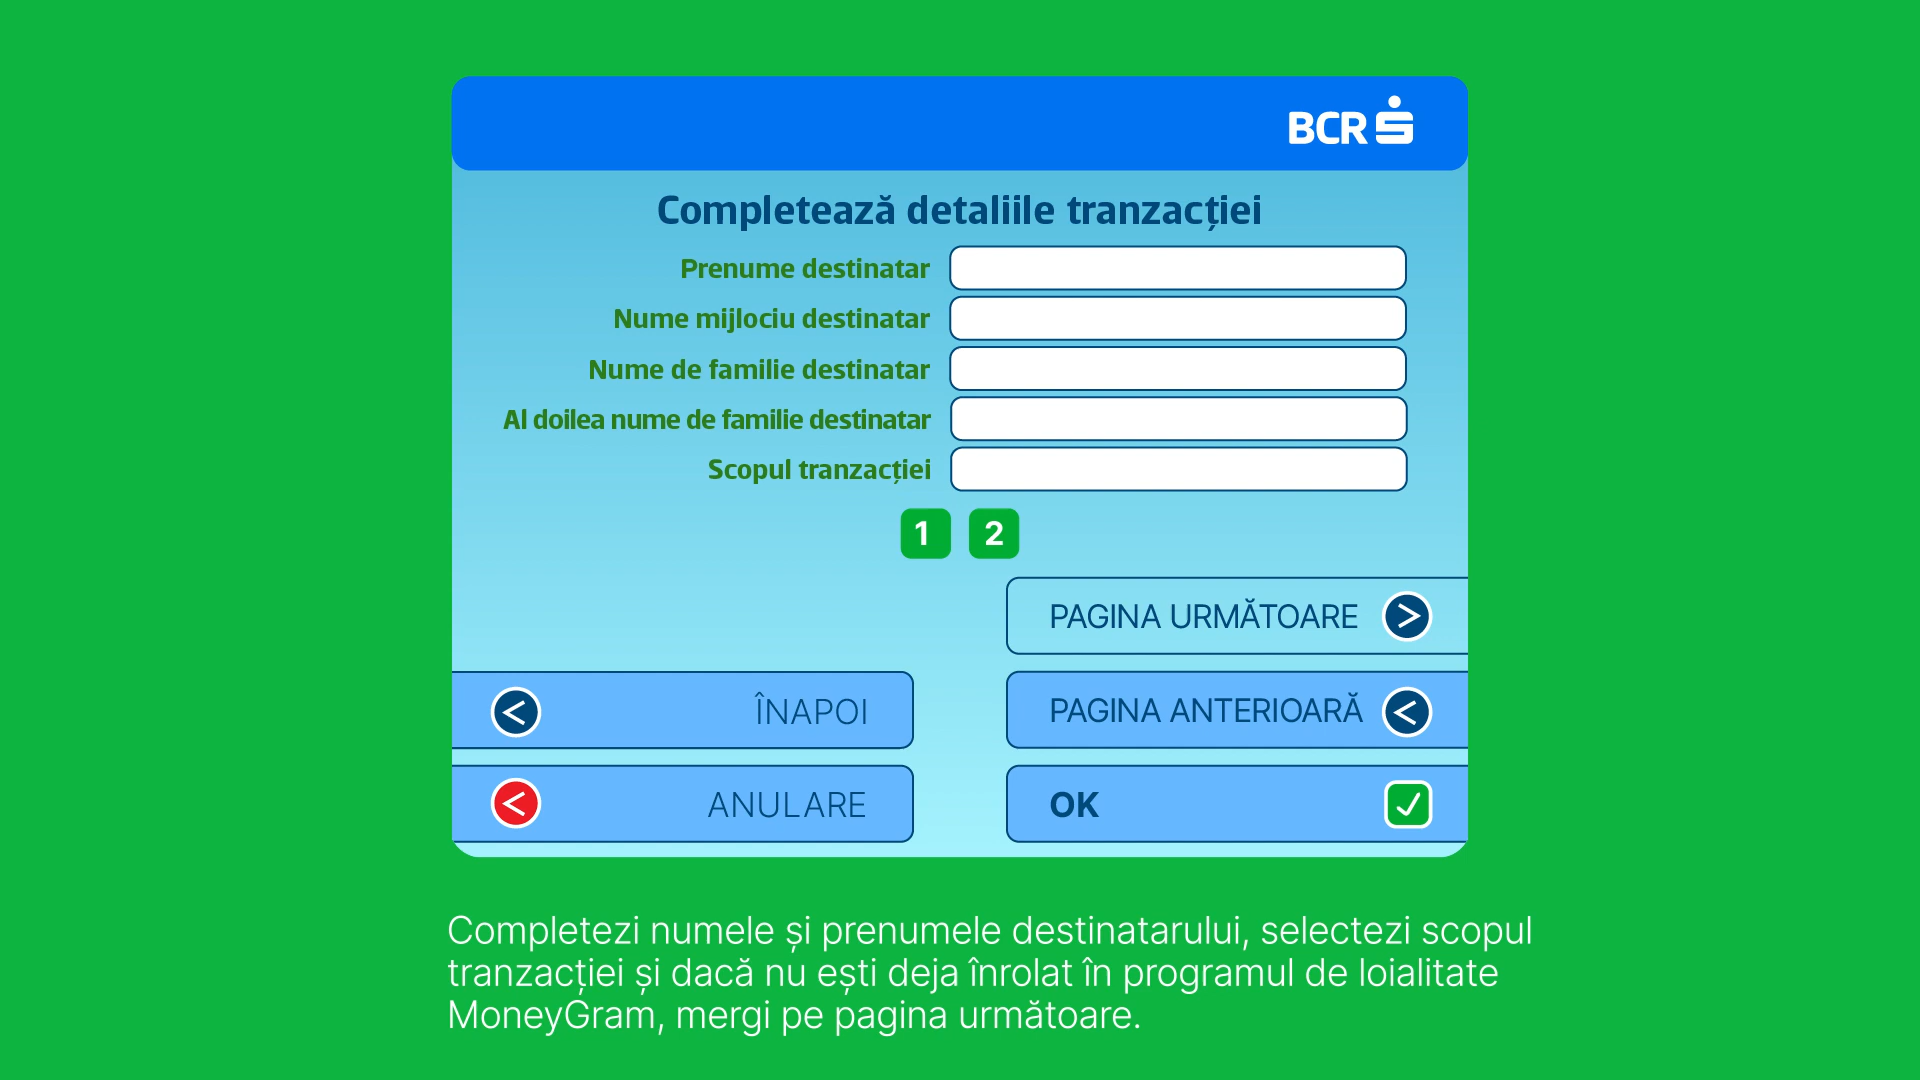 BCR
Completează detaliile tranzacției
Prenume destinatar
Nume mijlociu destinatar
Nume de familie destinatar
Al doilea nume de familie destinatar
Scopul tranzacției
1 2
PAGINA URMĂTOARE >
< ÎNAPOI
PAGINA ANTERIOARĂ <
< ANULARE
OK
Completezi numele și prenumele destinatarului, selectezi scopul
tranzacției și dacă nu ești deja înrolat în programul de loialitate
MoneyGram, mergi pe pagina următoare.